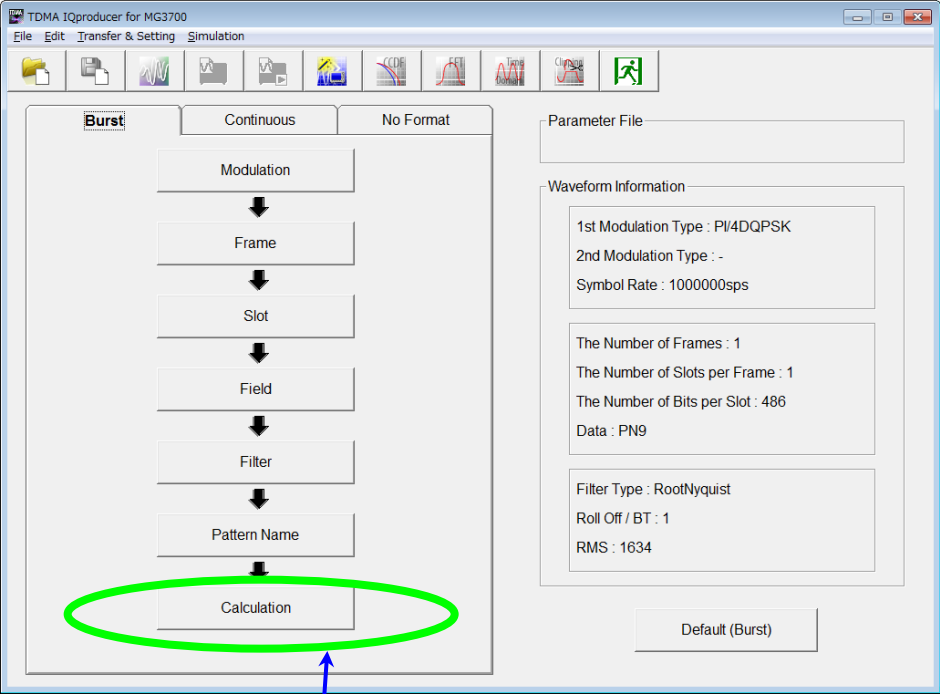 TDMA IQproducer for MG3700
File Edit Transfer & Setting Simulation
CCDF FFT Time Domain Clipping
Burst Continuous No Format
Modulation
Frame
Slot
Field
Filter
Pattern Name
Calculation
Parameter File
Waveform Information
1st Modulation Type : PI/4DQPSK
2nd Modulation Type : -
Symbol Rate : 1000000sps
The Number of Frames : 1
The Number of Slots per Frame : 1
The Number of Bits per Slot : 486
Data : PN9
Filter Type : RootNyquist
Roll Off / BT : 1
RMS : 1634
Default (Burst)